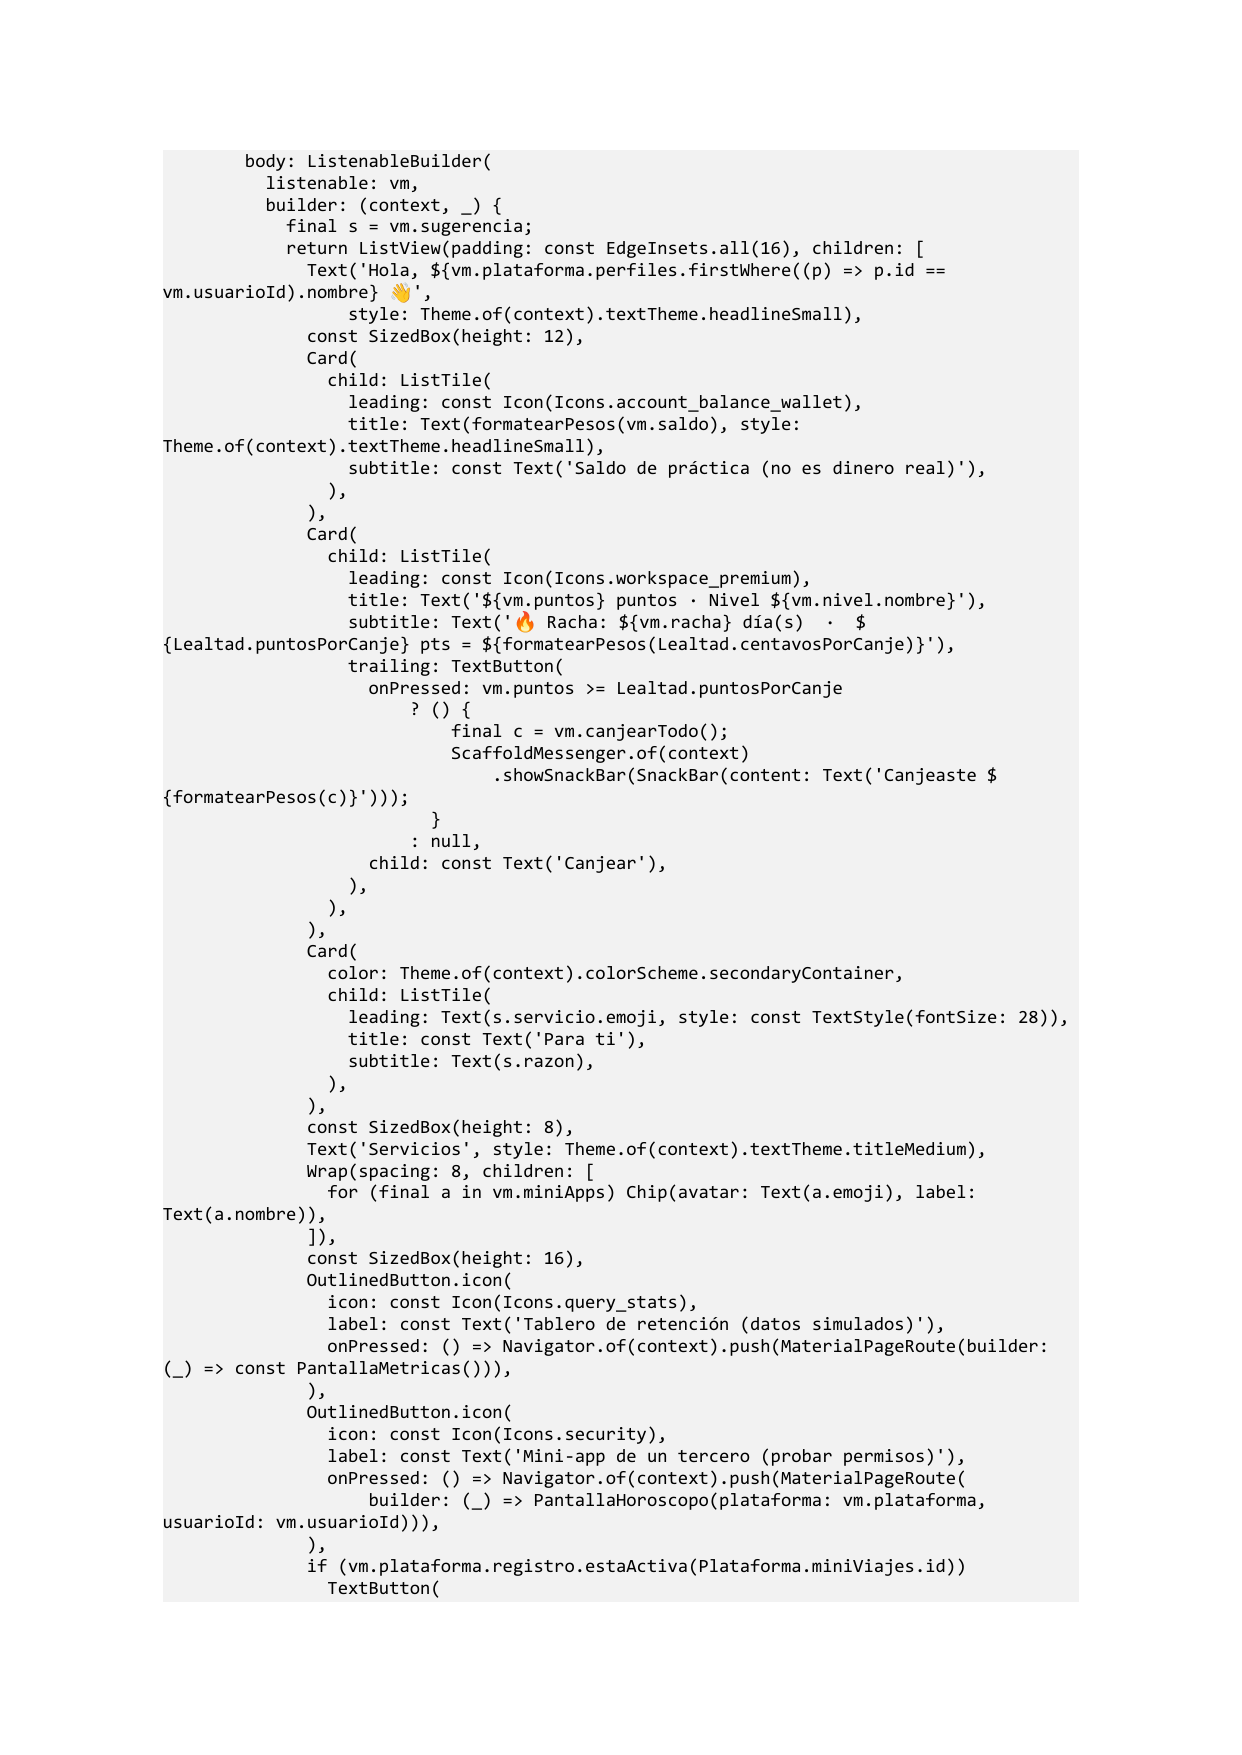 body: ListenableBuilder(
          listenable: vm,
          builder: (context, _) {
            final s = vm.sugerencia;
            return ListView(padding: const EdgeInsets.all(16), children: [
              Text('Hola, ${vm.plataforma.perfiles.firstWhere((p) => p.id ==
vm.usuarioId).nombre} 👋',
                  style: Theme.of(context).textTheme.headlineSmall),
              const SizedBox(height: 12),
              Card(
                child: ListTile(
                  leading: const Icon(Icons.account_balance_wallet),
                  title: Text(formatearPesos(vm.saldo), style:
Theme.of(context).textTheme.headlineSmall),
                  subtitle: const Text('Saldo de práctica (no es dinero real)'),
                ),
              ),
              Card(
                child: ListTile(
                  leading: const Icon(Icons.workspace_premium),
                  title: Text('${vm.puntos} puntos · Nivel ${vm.nivel.nombre}'),
                  subtitle: Text('🔥 Racha: ${vm.racha} día(s)  ·  $
{Lealtad.puntosPorCanje} pts = ${formatearPesos(Lealtad.centavosPorCanje)}'),
                  trailing: TextButton(
                    onPressed: vm.puntos >= Lealtad.puntosPorCanje
                        ? () {
                            final c = vm.canjearTodo();
                            ScaffoldMessenger.of(context)
                                .showSnackBar(SnackBar(content: Text('Canjeaste $
{formatearPesos(c)}')));
                          }
                        : null,
                    child: const Text('Canjear'),
                  ),
                ),
              ),
              Card(
                color: Theme.of(context).colorScheme.secondaryContainer,
                child: ListTile(
                  leading: Text(s.servicio.emoji, style: const TextStyle(fontSize: 28)),
                  title: const Text('Para ti'),
                  subtitle: Text(s.razon),
                ),
              ),
              const SizedBox(height: 8),
              Text('Servicios', style: Theme.of(context).textTheme.titleMedium),
              Wrap(spacing: 8, children: [
                for (final a in vm.miniApps) Chip(avatar: Text(a.emoji), label:
Text(a.nombre)),
              ]),
              const SizedBox(height: 16),
              OutlinedButton.icon(
                icon: const Icon(Icons.query_stats),
                label: const Text('Tablero de retención (datos simulados)'),
                onPressed: () => Navigator.of(context).push(MaterialPageRoute(builder:
(_) => const PantallaMetricas())),
              ),
              OutlinedButton.icon(
                icon: const Icon(Icons.security),
                label: const Text('Mini-app de un tercero (probar permisos)'),
                onPressed: () => Navigator.of(context).push(MaterialPageRoute(
                    builder: (_) => PantallaHoroscopo(plataforma: vm.plataforma,
usuarioId: vm.usuarioId))),
              ),
              if (vm.plataforma.registro.estaActiva(Plataforma.miniViajes.id))
                TextButton(